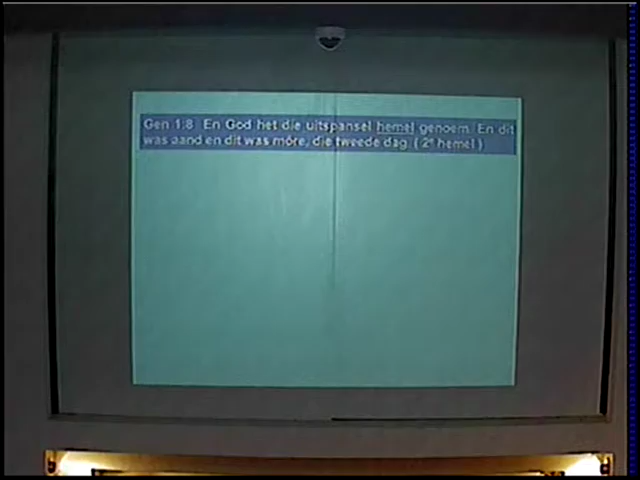 Gen 1:8 En God het die uitspansel hemel genoem. En dit
was aand en dit was môre, die tweede dag. ( 2e hemel )